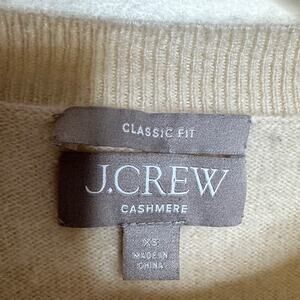 CLASSIC FIT
J.CREW
CASHMERE
XS
MADE IN
CHINA